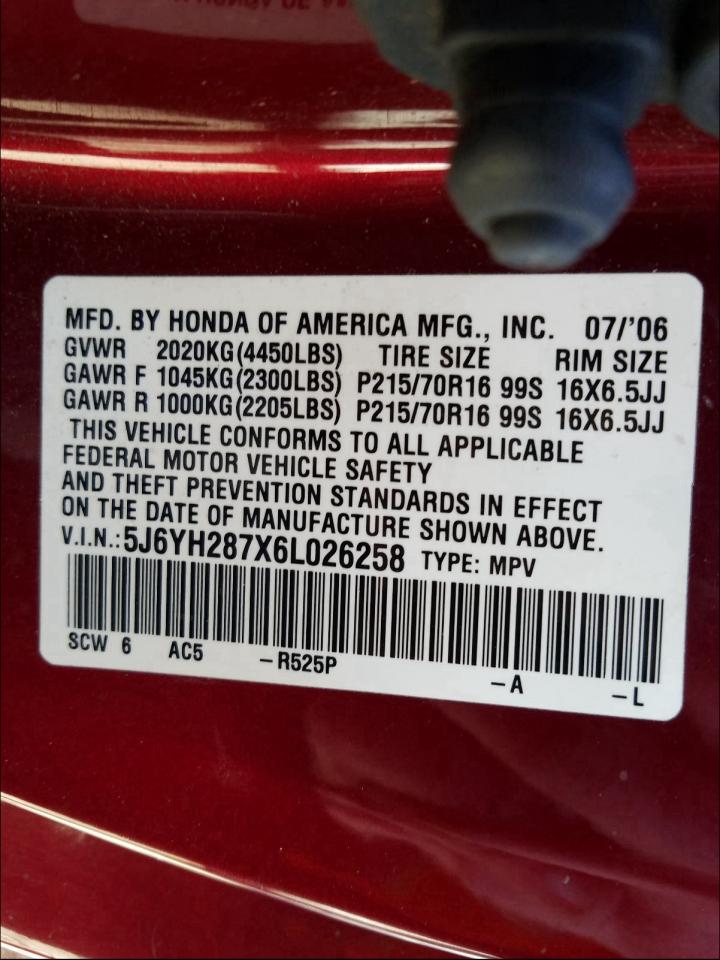 MFD. BY HONDA OF AMERICA MFG., INC. 07/'06
GVWR 2020KG(4450LBS) TIRE SIZE RIM SIZE
GAWR F 1045KG(2300LBS) P215/70R16 99S 16X6.5JJ
GAWR R 1000KG(2205LBS) P215/70R16 99S 16X6.5JJ
THIS VEHICLE CONFORMS TO ALL APPLICABLE
FEDERAL MOTOR VEHICLE SAFETY
AND THEFT PREVENTION STANDARDS IN EFFECT
ON THE DATE OF MANUFACTURE SHOWN ABOVE.
V.I.N.: 5J6YH287X6L026258 TYPE: MPV
SCW 6 AC5 -R525P -A -L